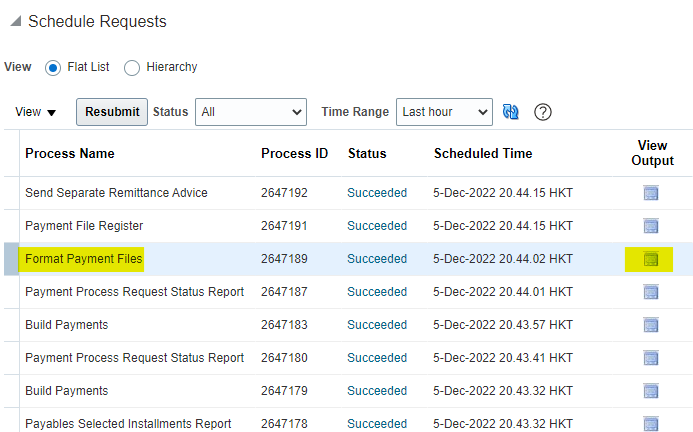 Schedule Requests
View Flat List Hierarchy
View Resubmit Status All Time Range Last hour ?
Process Name Process ID Status Scheduled Time View Output
Send Separate Remittance Advice 2647192 Succeeded 5-Dec-2022 20.44.15 HKT
Payment File Register 2647191 Succeeded 5-Dec-2022 20.44.15 HKT
Format Payment Files 2647189 Succeeded 5-Dec-2022 20.44.02 HKT
Payment Process Request Status Report 2647187 Succeeded 5-Dec-2022 20.44.01 HKT
Build Payments 2647183 Succeeded 5-Dec-2022 20.43.57 HKT
Payment Process Request Status Report 2647180 Succeeded 5-Dec-2022 20.43.41 HKT
Build Payments 2647179 Succeeded 5-Dec-2022 20.43.32 HKT
Payables Selected Installments Report 2647178 Succeeded 5-Dec-2022 20.43.32 HKT